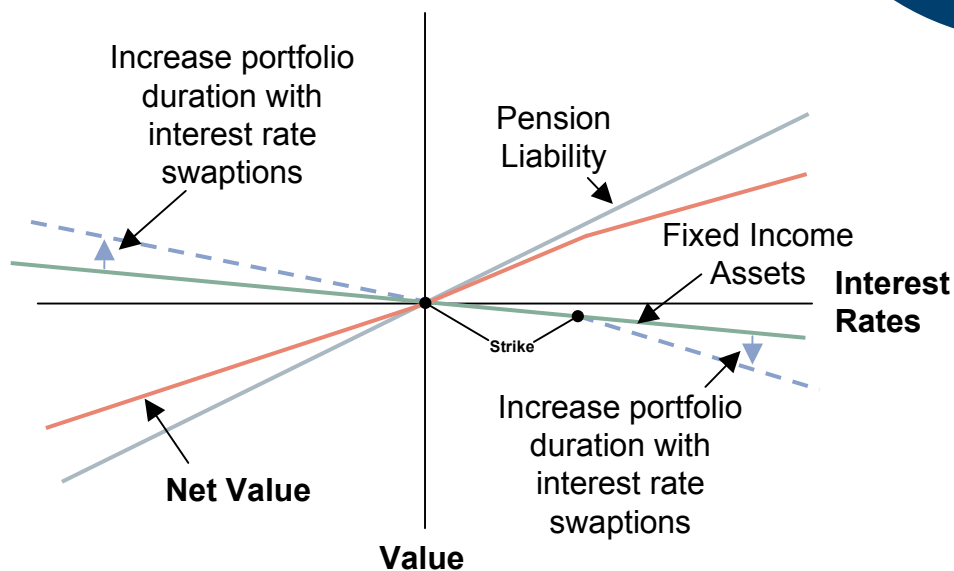 Increase portfolio
duration with
interest rate
swaptions
Pension
Liability
Fixed Income
Assets
Interest
Rates
Strike
Net Value
Increase portfolio
duration with
interest rate
swaptions
Value